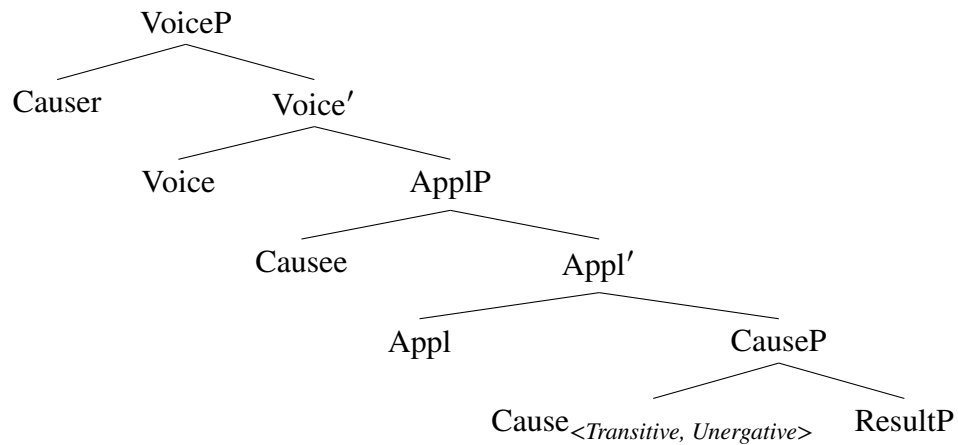 VoiceP
Causer Voice′
Voice ApplP
Causee Appl′
Appl CauseP
Cause<Transitive, Unergative> ResultP